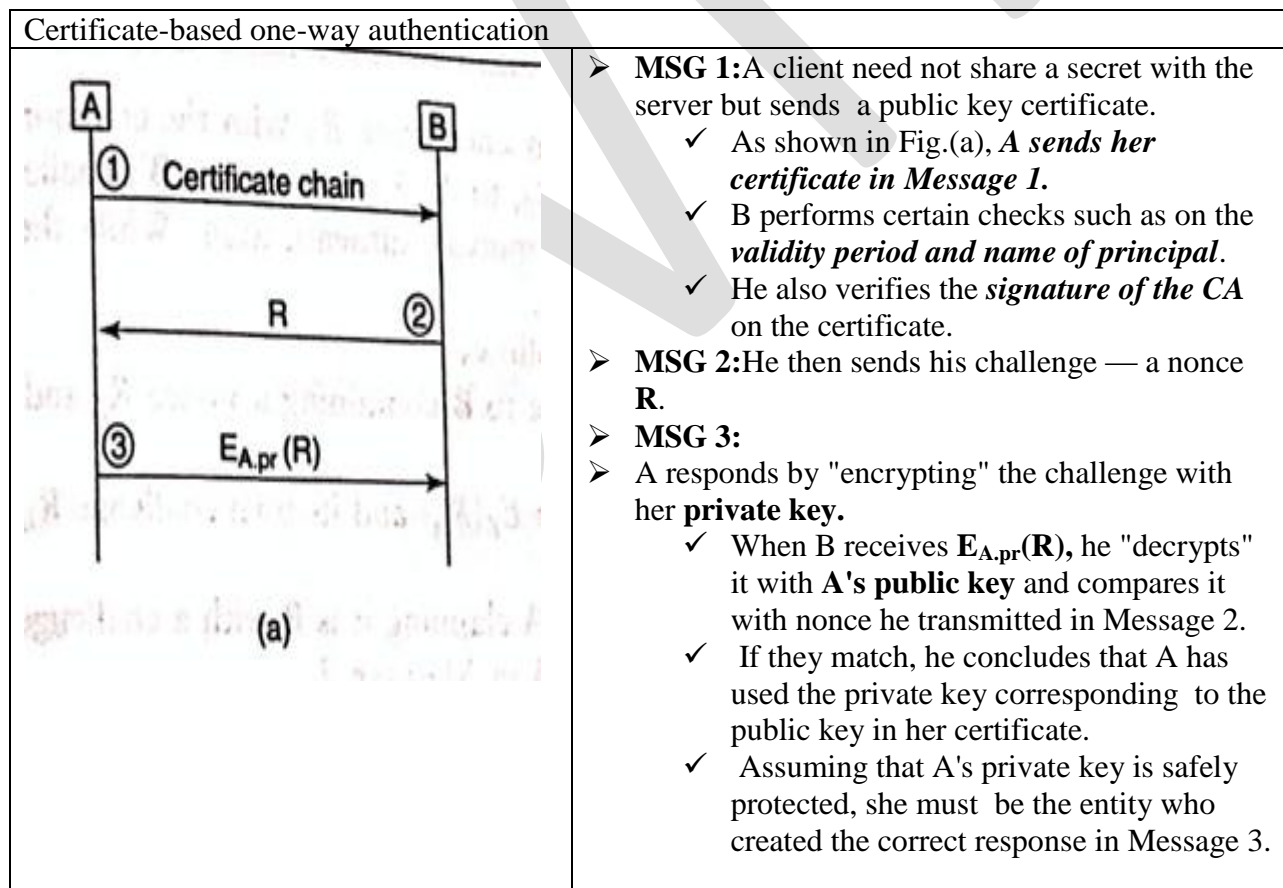 Certificate-based one-way authentication
A
B
① Certificate chain
R ②
③ E_A.pr (R)
(a)
➢ MSG 1:A client need not share a secret with the
server but sends a public key certificate.
✓ As shown in Fig.(a), A sends her
certificate in Message 1.
✓ B performs certain checks such as on the
validity period and name of principal.
✓ He also verifies the signature of the CA
on the certificate.
➢ MSG 2:He then sends his challenge — a nonce
R.
➢ MSG 3:
➢ A responds by "encrypting" the challenge with
her private key.
✓ When B receives E_A.pr(R), he "decrypts"
it with A's public key and compares it
with nonce he transmitted in Message 2.
✓ If they match, he concludes that A has
used the private key corresponding to the
public key in her certificate.
✓ Assuming that A's private key is safely
protected, she must be the entity who
created the correct response in Message 3.